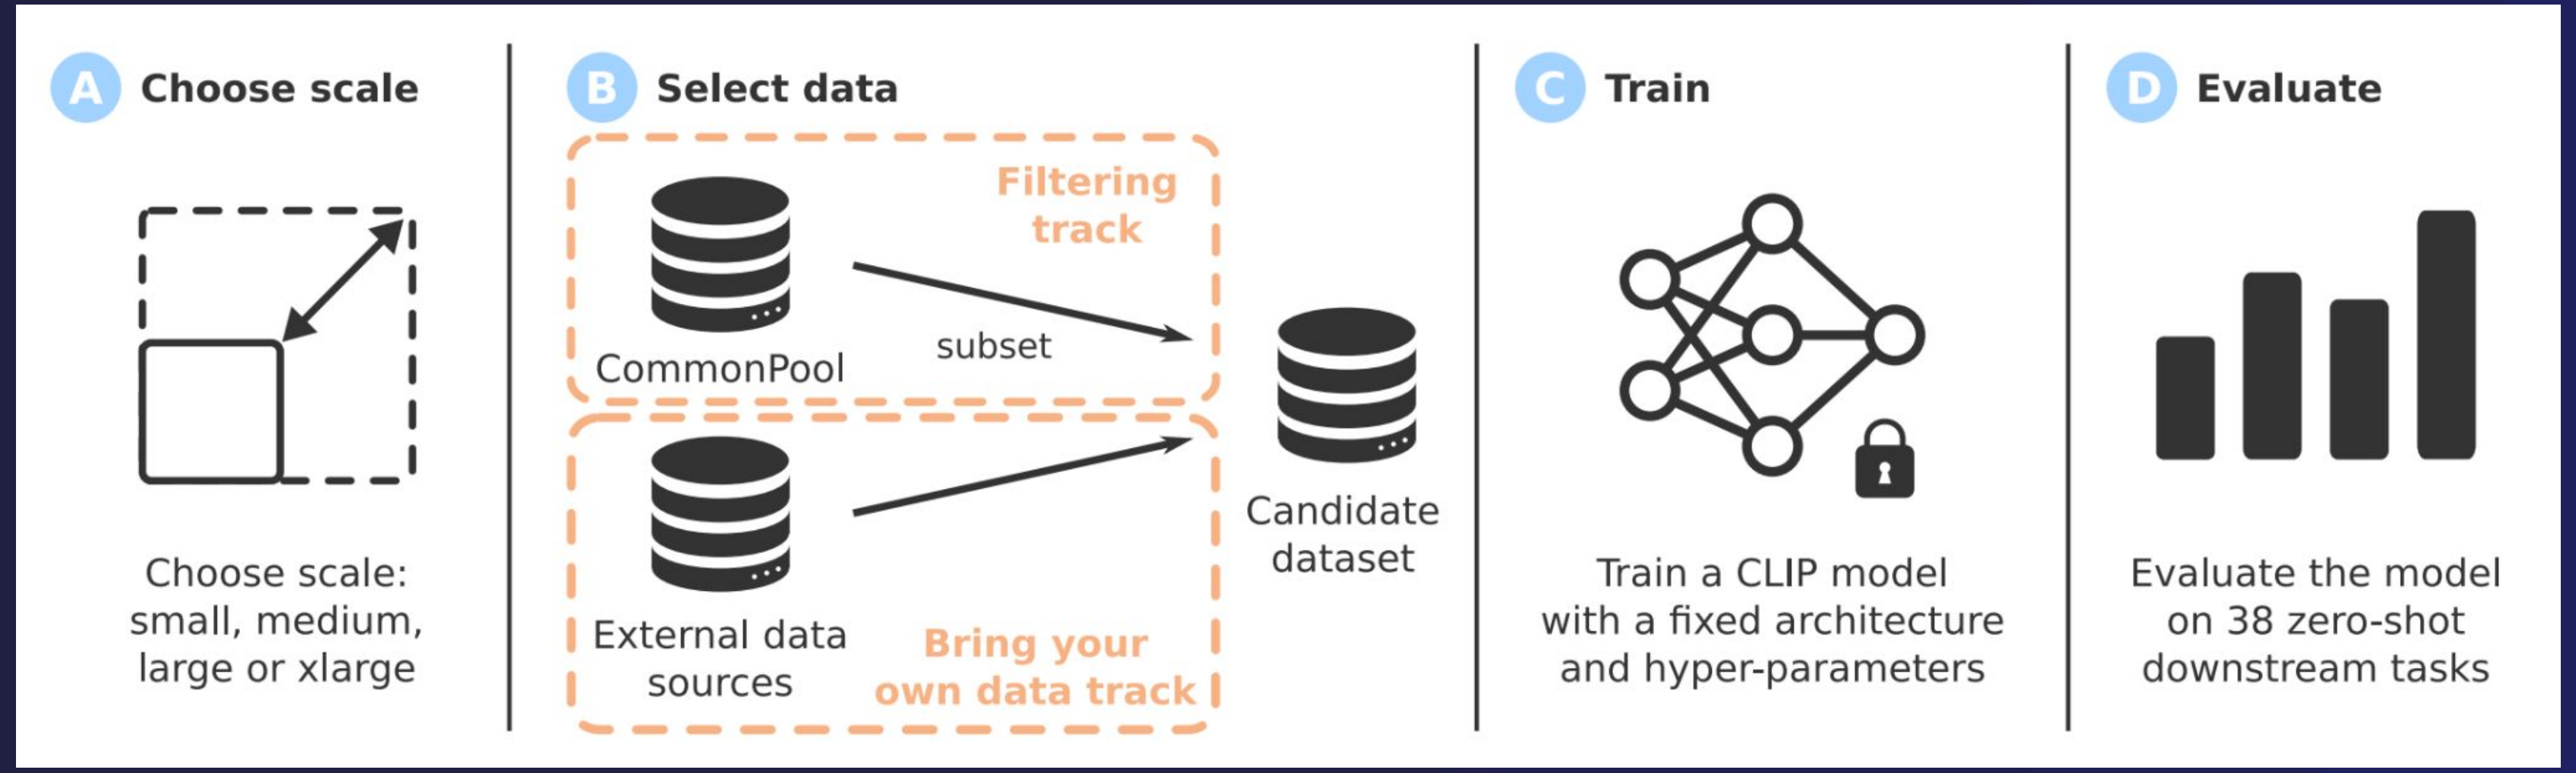 A Choose scale
Choose scale:
small, medium,
large or xlarge
B Select data
Filtering
track
CommonPool
subset
External data
sources
Bring your
own data track
Candidate
dataset
C Train
Train a CLIP model
with a fixed architecture
and hyper-parameters
D Evaluate
Evaluate the model
on 38 zero-shot
downstream tasks